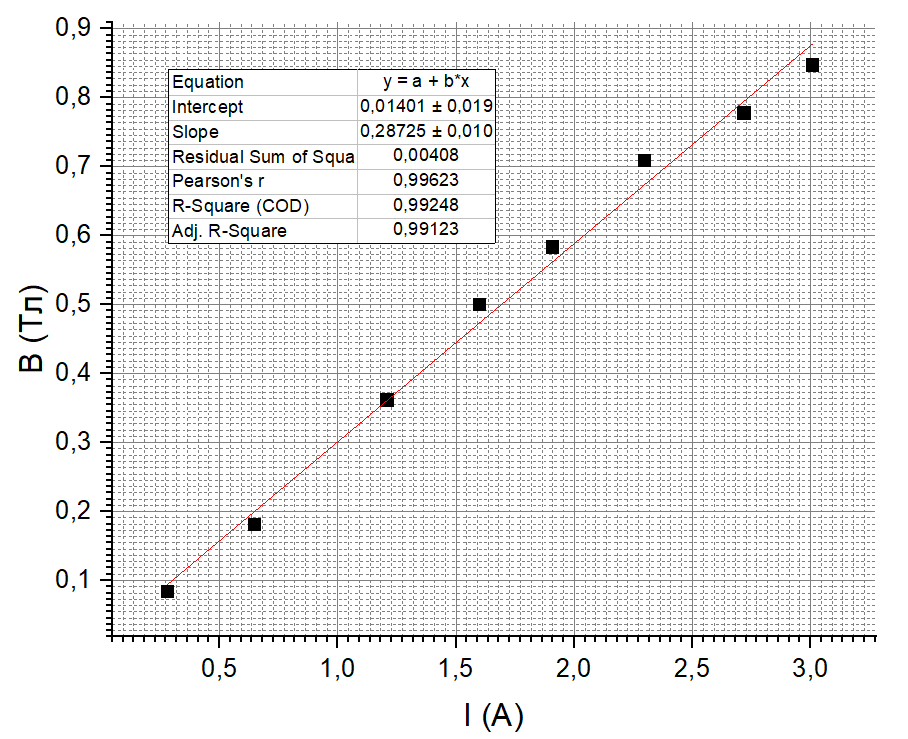 0,9
0,8
0,7
0,6
0,5
0,4
0,3
0,2
0,1
B (Тл)
Equation y = a + b*x
Intercept 0,01401 ± 0,019
Slope 0,28725 ± 0,010
Residual Sum of Squa 0,00408
Pearson's r 0,99623
R-Square (COD) 0,99248
Adj. R-Square 0,99123
0,5 1,0 1,5 2,0 2,5 3,0
I (A)